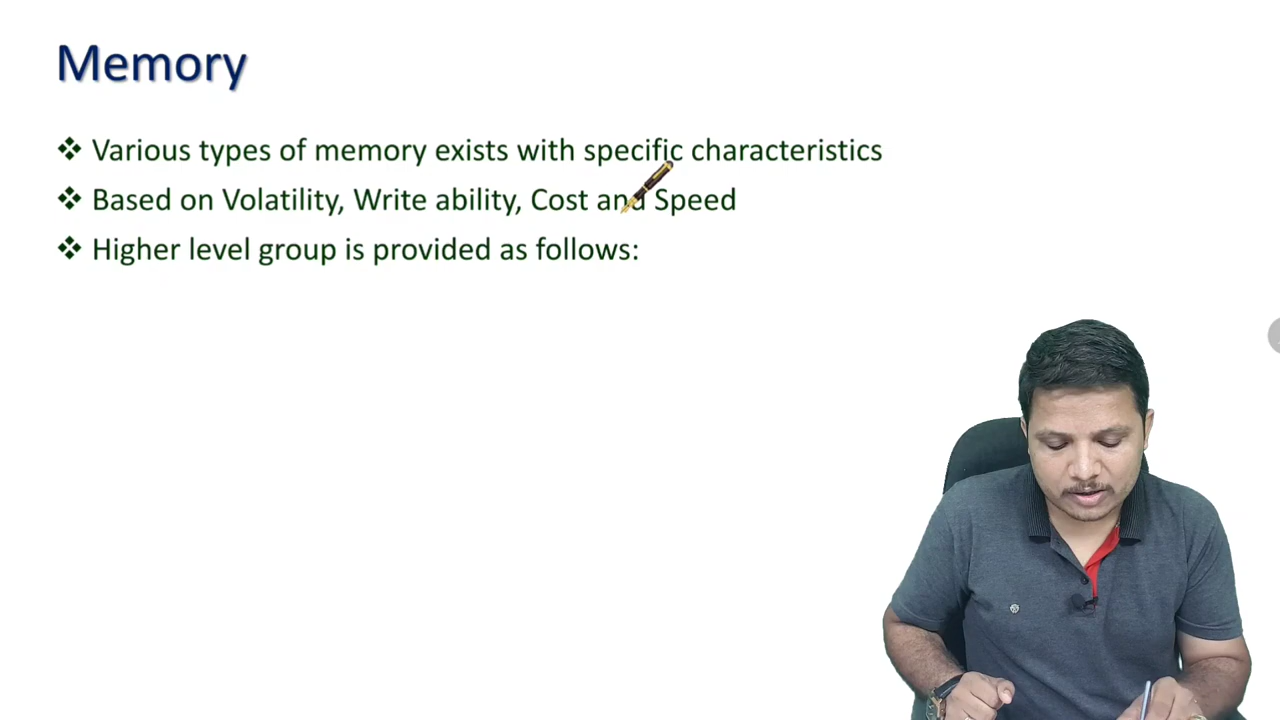 Memory
Various types of memory exists with specific characteristics
Based on Volatility, Write ability, Cost and Speed
Higher level group is provided as follows: